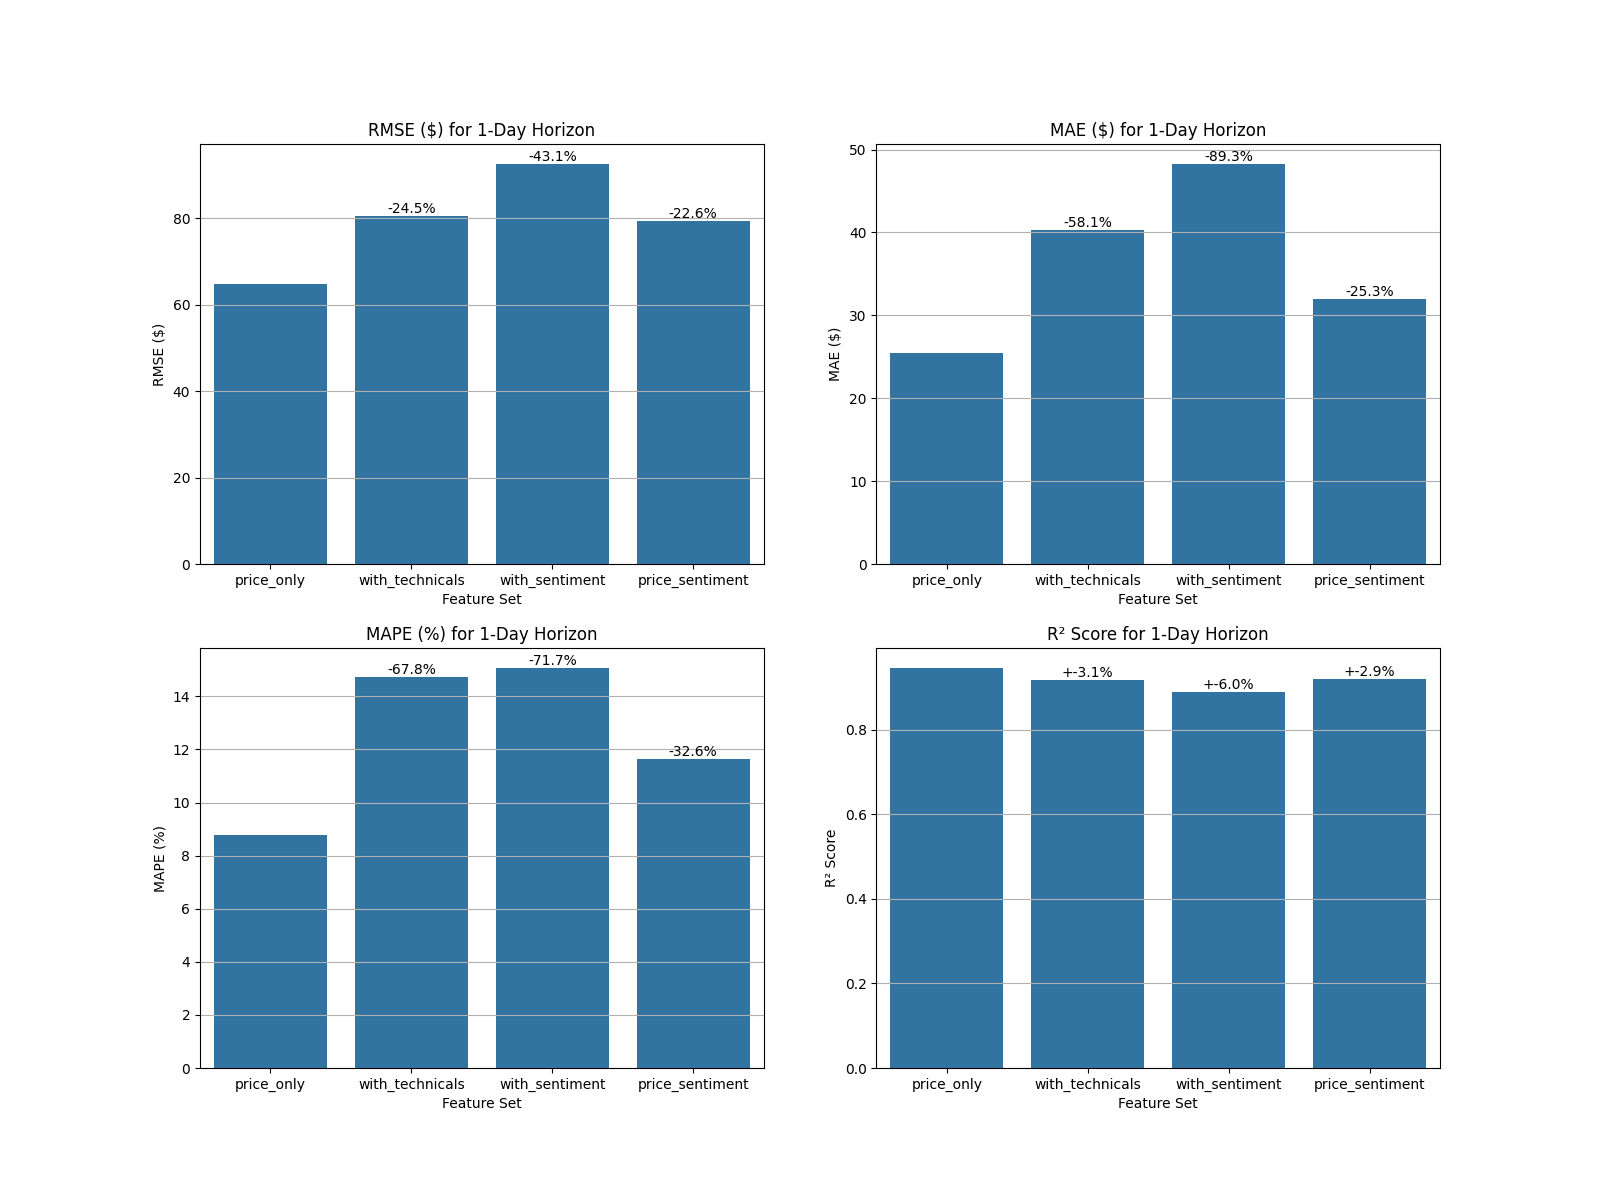 RMSE ($) for 1-Day Horizon
RMSE ($)
80
60
40
20
0
-24.5%
-43.1%
-22.6%
price_only with_technicals with_sentiment price_sentiment
Feature Set
MAE ($) for 1-Day Horizon
MAE ($)
50
40
30
20
10
0
-58.1%
-89.3%
-25.3%
price_only with_technicals with_sentiment price_sentiment
Feature Set
MAPE (%) for 1-Day Horizon
MAPE (%)
14
12
10
8
6
4
2
0
-67.8%
-71.7%
-32.6%
price_only with_technicals with_sentiment price_sentiment
Feature Set
R² Score for 1-Day Horizon
R² Score
0.8
0.6
0.4
0.2
0.0
+-3.1%
+-6.0%
+-2.9%
price_only with_technicals with_sentiment price_sentiment
Feature Set